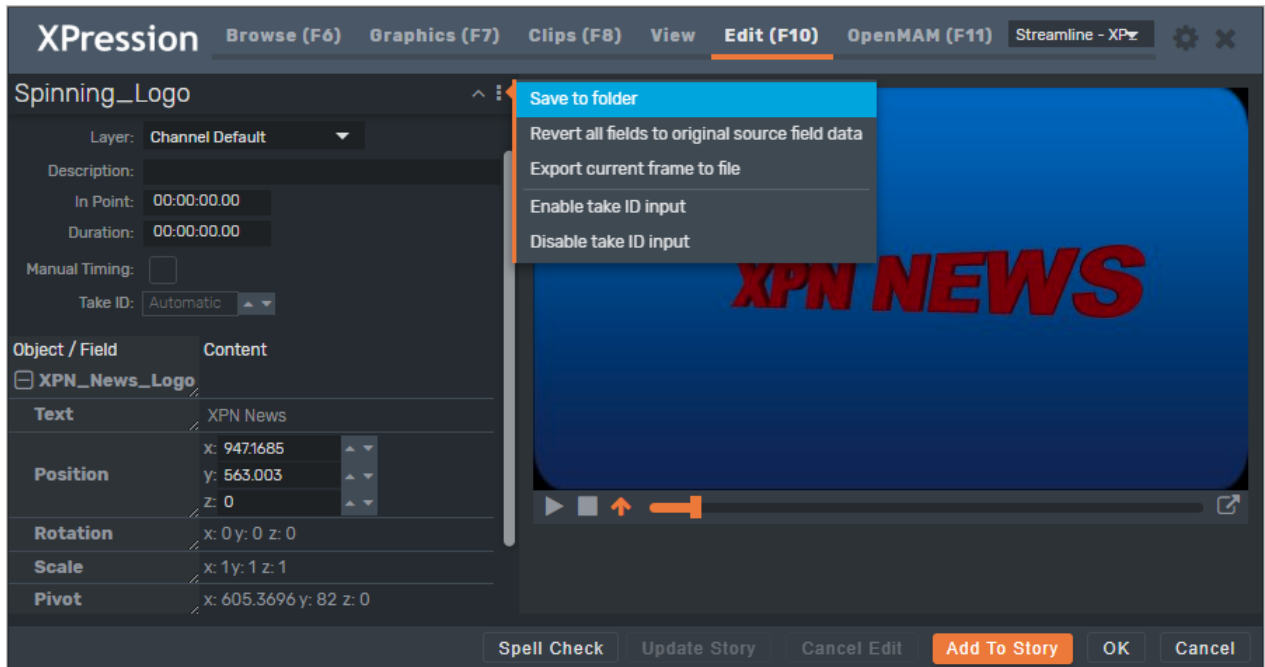 XPression Browse (F6) Graphics (F7) Clips (F8) View Edit (F10) OpenMAM (F11) Streamline - XP
Spinning_Logo
Layer: Channel Default
Description:
In Point: 00:00:00.00
Duration: 00:00:00.00
Manual Timing:
Take ID: Automatic
Save to folder
Revert all fields to original source field data
Export current frame to file
Enable take ID input
Disable take ID input
XPN NEWS
Object / Field Content
XPN_News_Logo
Text XPN News
Position
x: 947.1685
y: 563.003
z: 0
Rotation x: 0 y: 0 z: 0
Scale x: 1 y: 1 z: 1
Pivot x: 605.3696 y: 82 z: 0
Spell Check Update Story Cancel Edit Add To Story OK Cancel